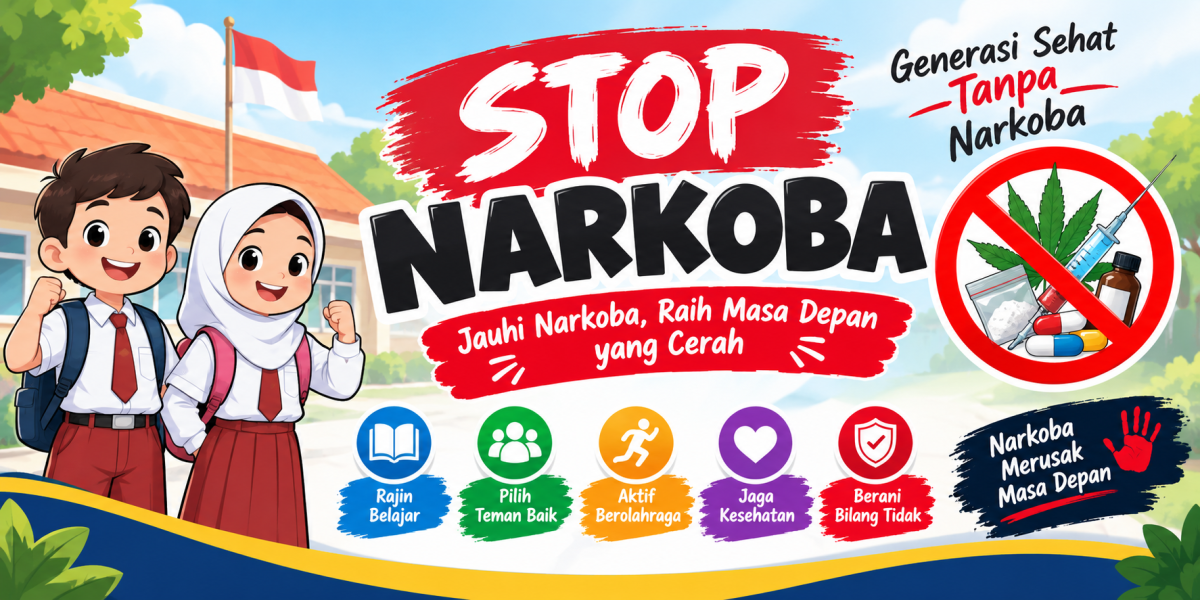 STOP
NARKOBA
Jauhi Narkoba, Raih Masa Depan
yang Cerah
Generasi Sehat
Tanpa
Narkoba
Rajin
Belajar
Pilih
Teman Baik
Aktif
Berolahraga
Jaga
Kesehatan
Berani
Bilang Tidak
Narkoba
Merusak
Masa Depan